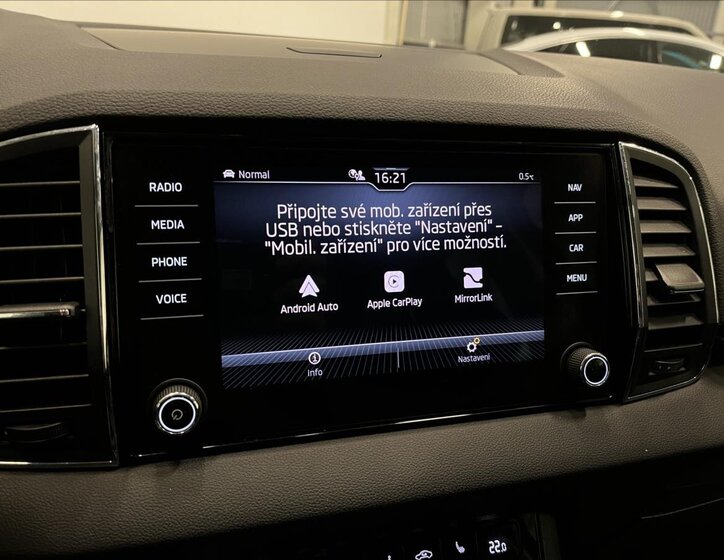 Normal
16:21
0.5°C
RADIO
MEDIA
PHONE
VOICE
Připojte své mob. zařízení přes
USB nebo stiskněte "Nastavení" -
"Mobil. zařízení" pro více možností.
Android Auto
Apple CarPlay
MirrorLink
Info
Nastavení
NAV
APP
CAR
MENU
22.0